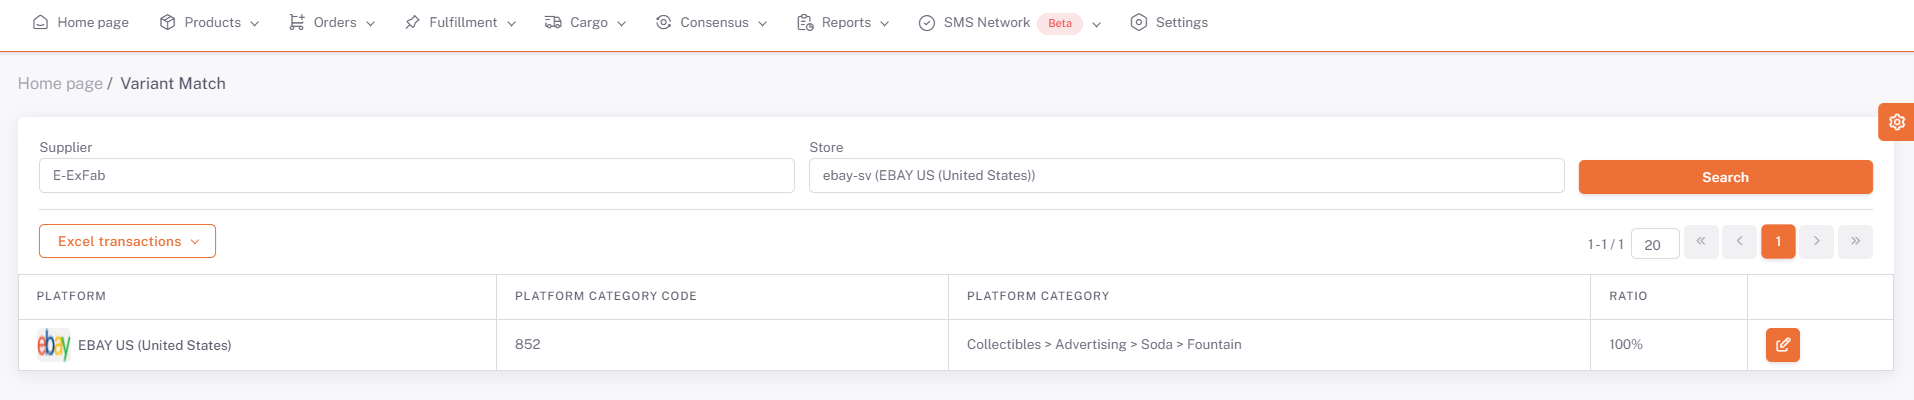 Home page Products Orders Fulfillment Cargo Consensus Reports SMS Network Beta Settings
Home page / Variant Match
Supplier Store
E-ExFab ebay-sv (EBAY US (United States)) Search
Excel transactions 1 - 1 / 1 20 « < 1 > »
PLATFORM PLATFORM CATEGORY CODE PLATFORM CATEGORY RATIO
ebay EBAY US (United States) 852 Collectibles > Advertising > Soda > Fountain 100%